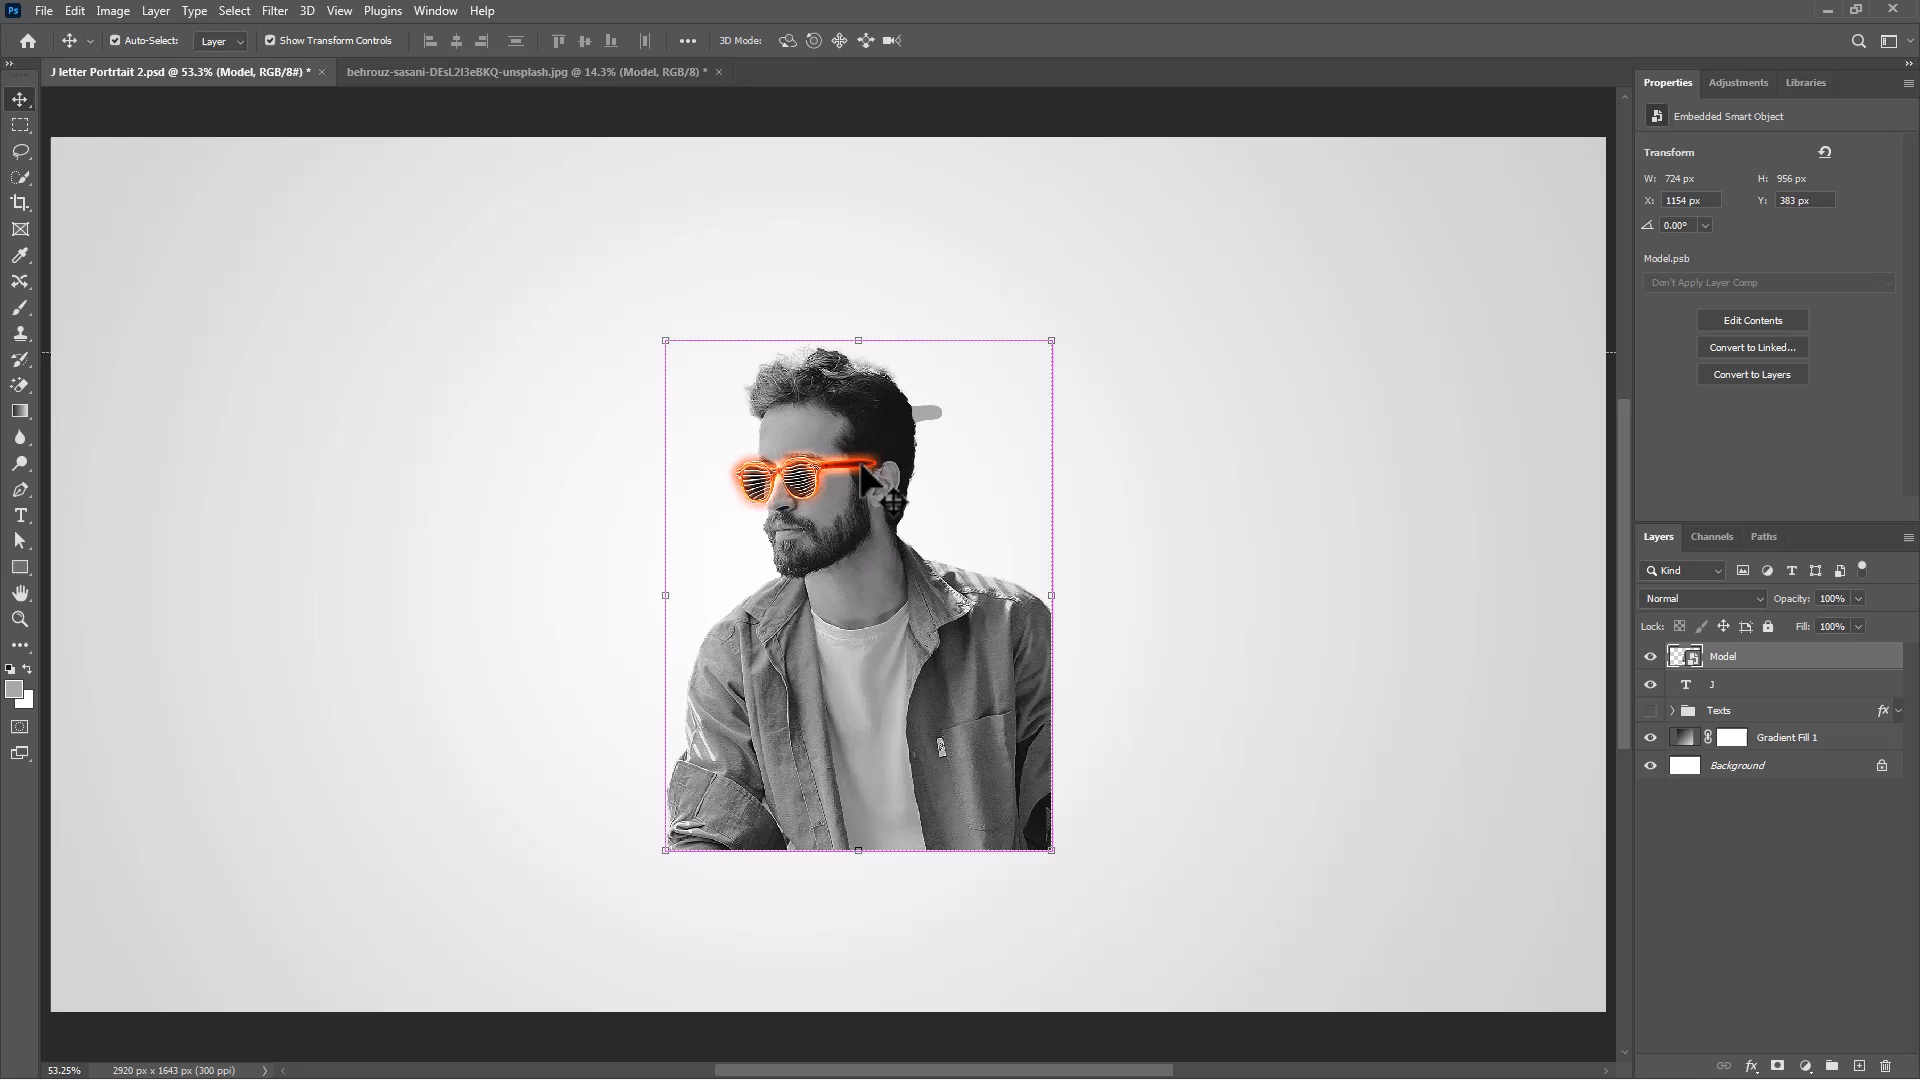 Ps File Edit Image Layer Type Select Filter 3D View Plugins Window Help
Auto-Select: Layer Show Transform Controls 3D Mode:
J letter Portrtait 2.psd @ 53.3% (Model, RGB/8#) * behrouz-sasani-DEsL2I3eBKQ-unsplash.jpg @ 14.3% (Model, RGB/8) *
Properties Adjustments Libraries
Embedded Smart Object
Transform
W: 724 px H: 956 px
X: 1154 px Y: 383 px
0.00°
Model.psb
Don't Apply Layer Comp
Edit Contents
Convert to Linked...
Convert to Layers
Layers Channels Paths
Kind
Normal Opacity: 100%
Lock: Fill: 100%
Model
T J
Texts fx
Gradient Fill 1
Background
53.25% 2920 px x 1643 px (300 ppi)
fx